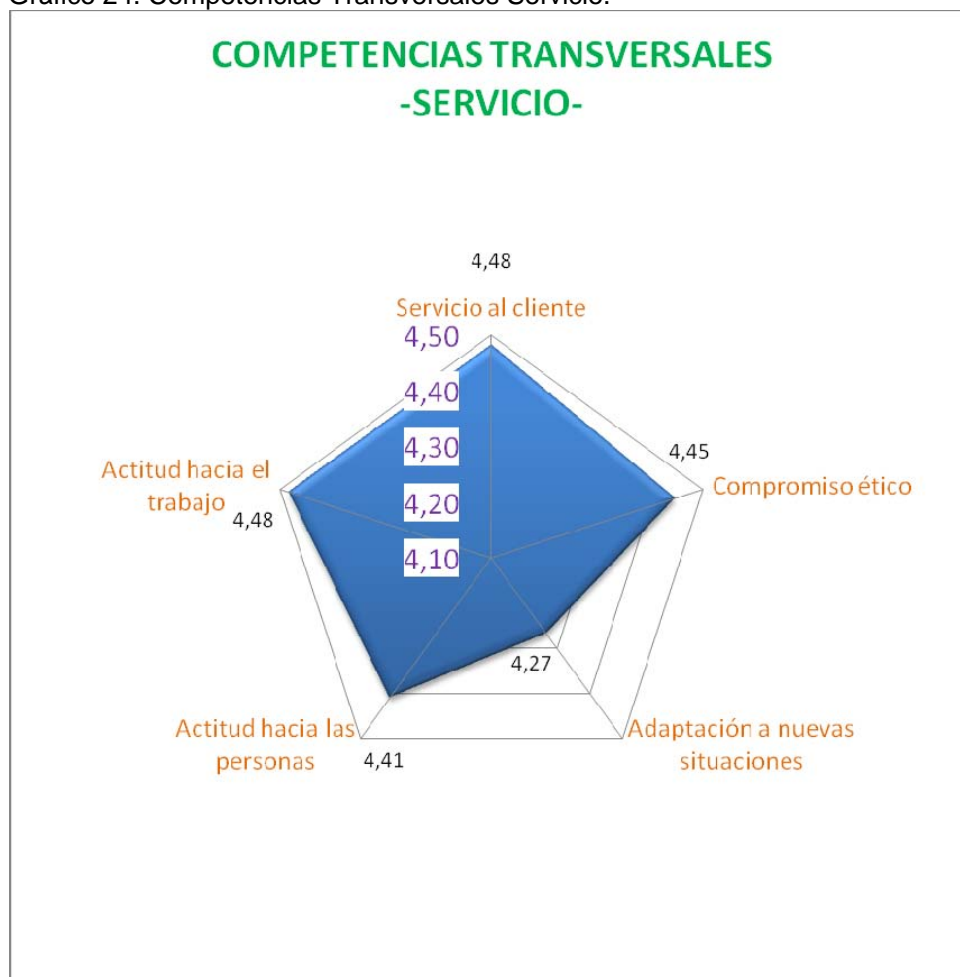 Gráfico 24. Competencias Transversales Servicio.
COMPETENCIAS TRANSVERSALES
-SERVICIO-
4,48
Servicio al cliente
4,50
4,40
4,30
4,20
4,10
4,45
Compromiso ético
Actitud hacia el
trabajo
4,48
4,27
Adaptación a nuevas
situaciones
Actitud hacia las
personas
4,41